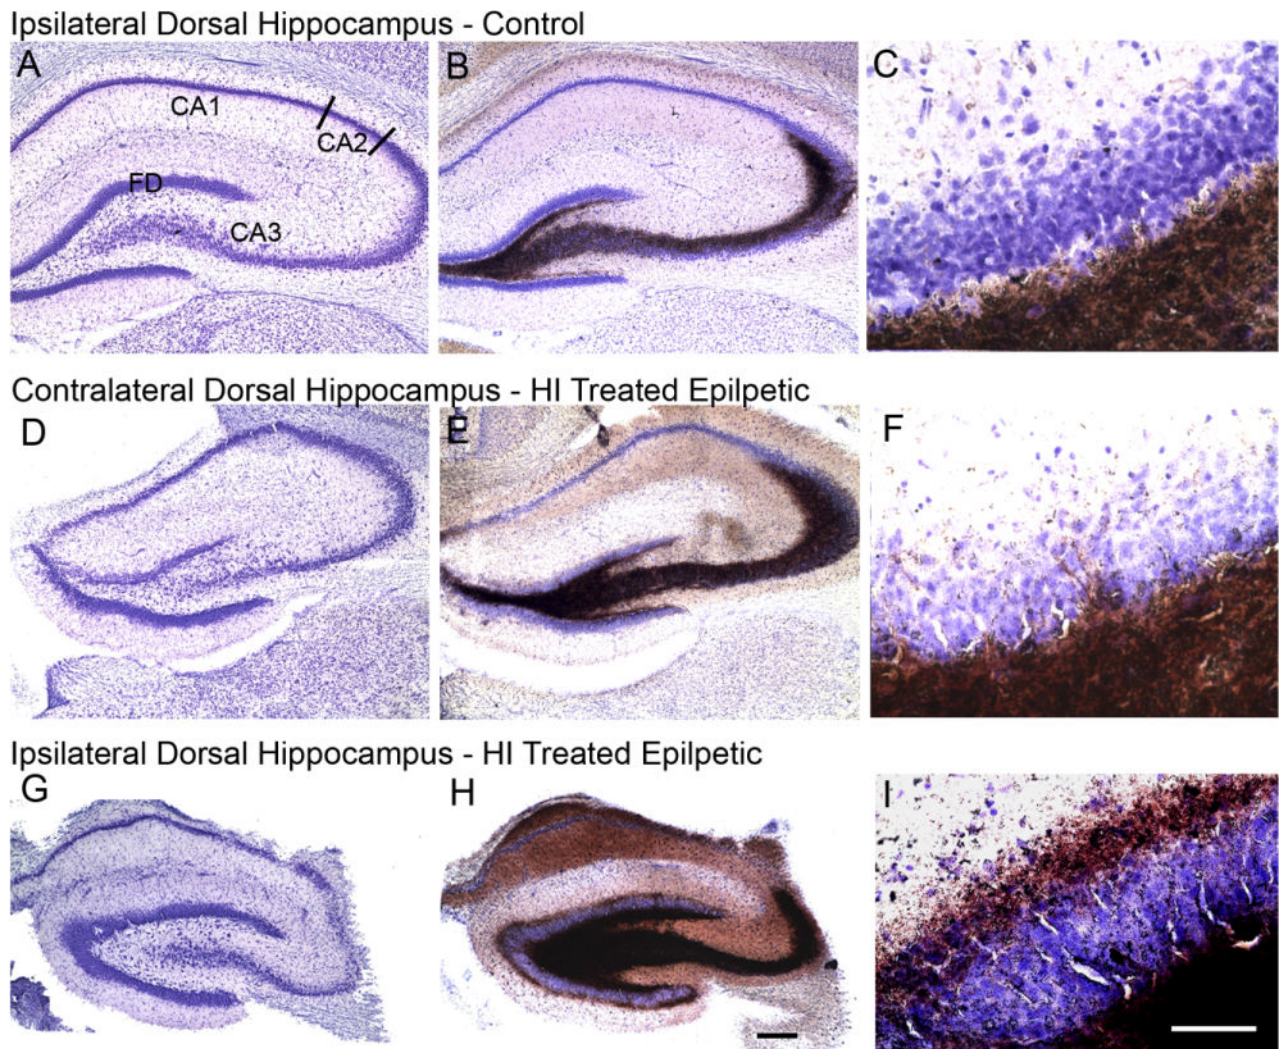 Ipsilateral Dorsal Hippocampus - Control
A
B
C
CA1
CA2
FD
CA3
Contralateral Dorsal Hippocampus - HI Treated Epilpetic
D
E
F
Ipsilateral Dorsal Hippocampus - HI Treated Epilpetic
G
H
I